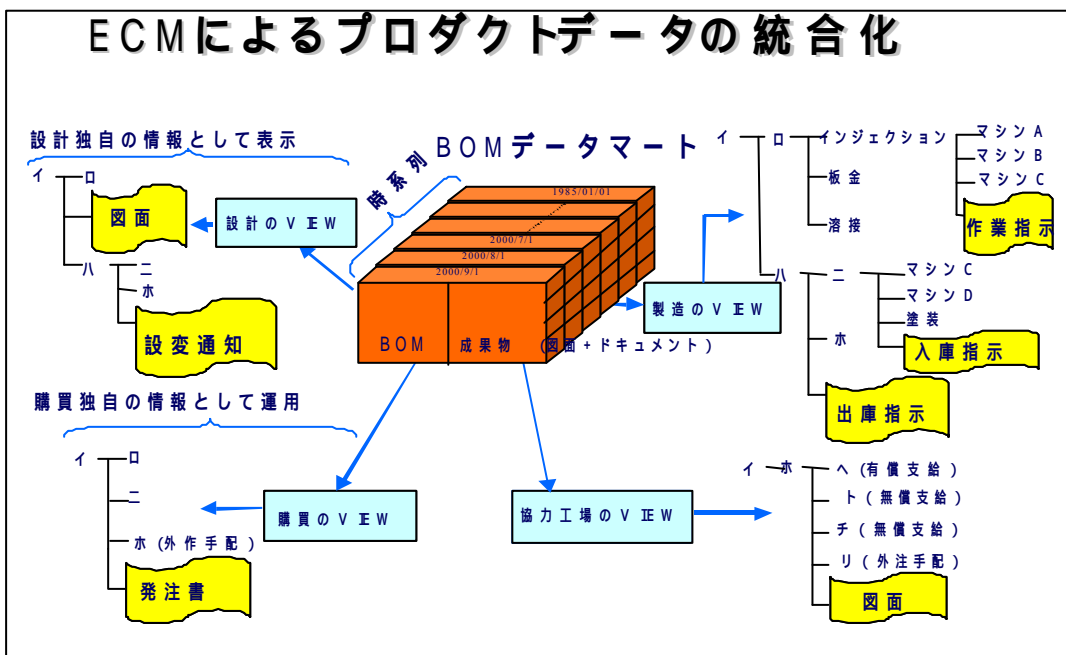 ECMによるプロダクトデータの統合化
設計独自の情報として表示
イ ロ
図面
ハ ニ
ホ
設変通知
設計のVIEW
時系列
BOMデータマート
1985/01/01
2000/7/1
2000/8/1
2000/9/1
BOM 成果物 (図面+ドキュメント)
製造のVIEW
イ ロ インジェクション マシンA
マシンB
板金 マシンC
溶接 作業指示
ハ ニ マシンC
マシンD
塗装
ホ 入庫指示
出庫指示
購買独自の情報として運用
イ ロ
ニ
ホ(外作手配)
発注書
購買のVIEW
協力工場のVIEW
イ ホ ヘ(有償支給)
ト(無償支給)
チ(無償支給)
リ(外注手配)
図面